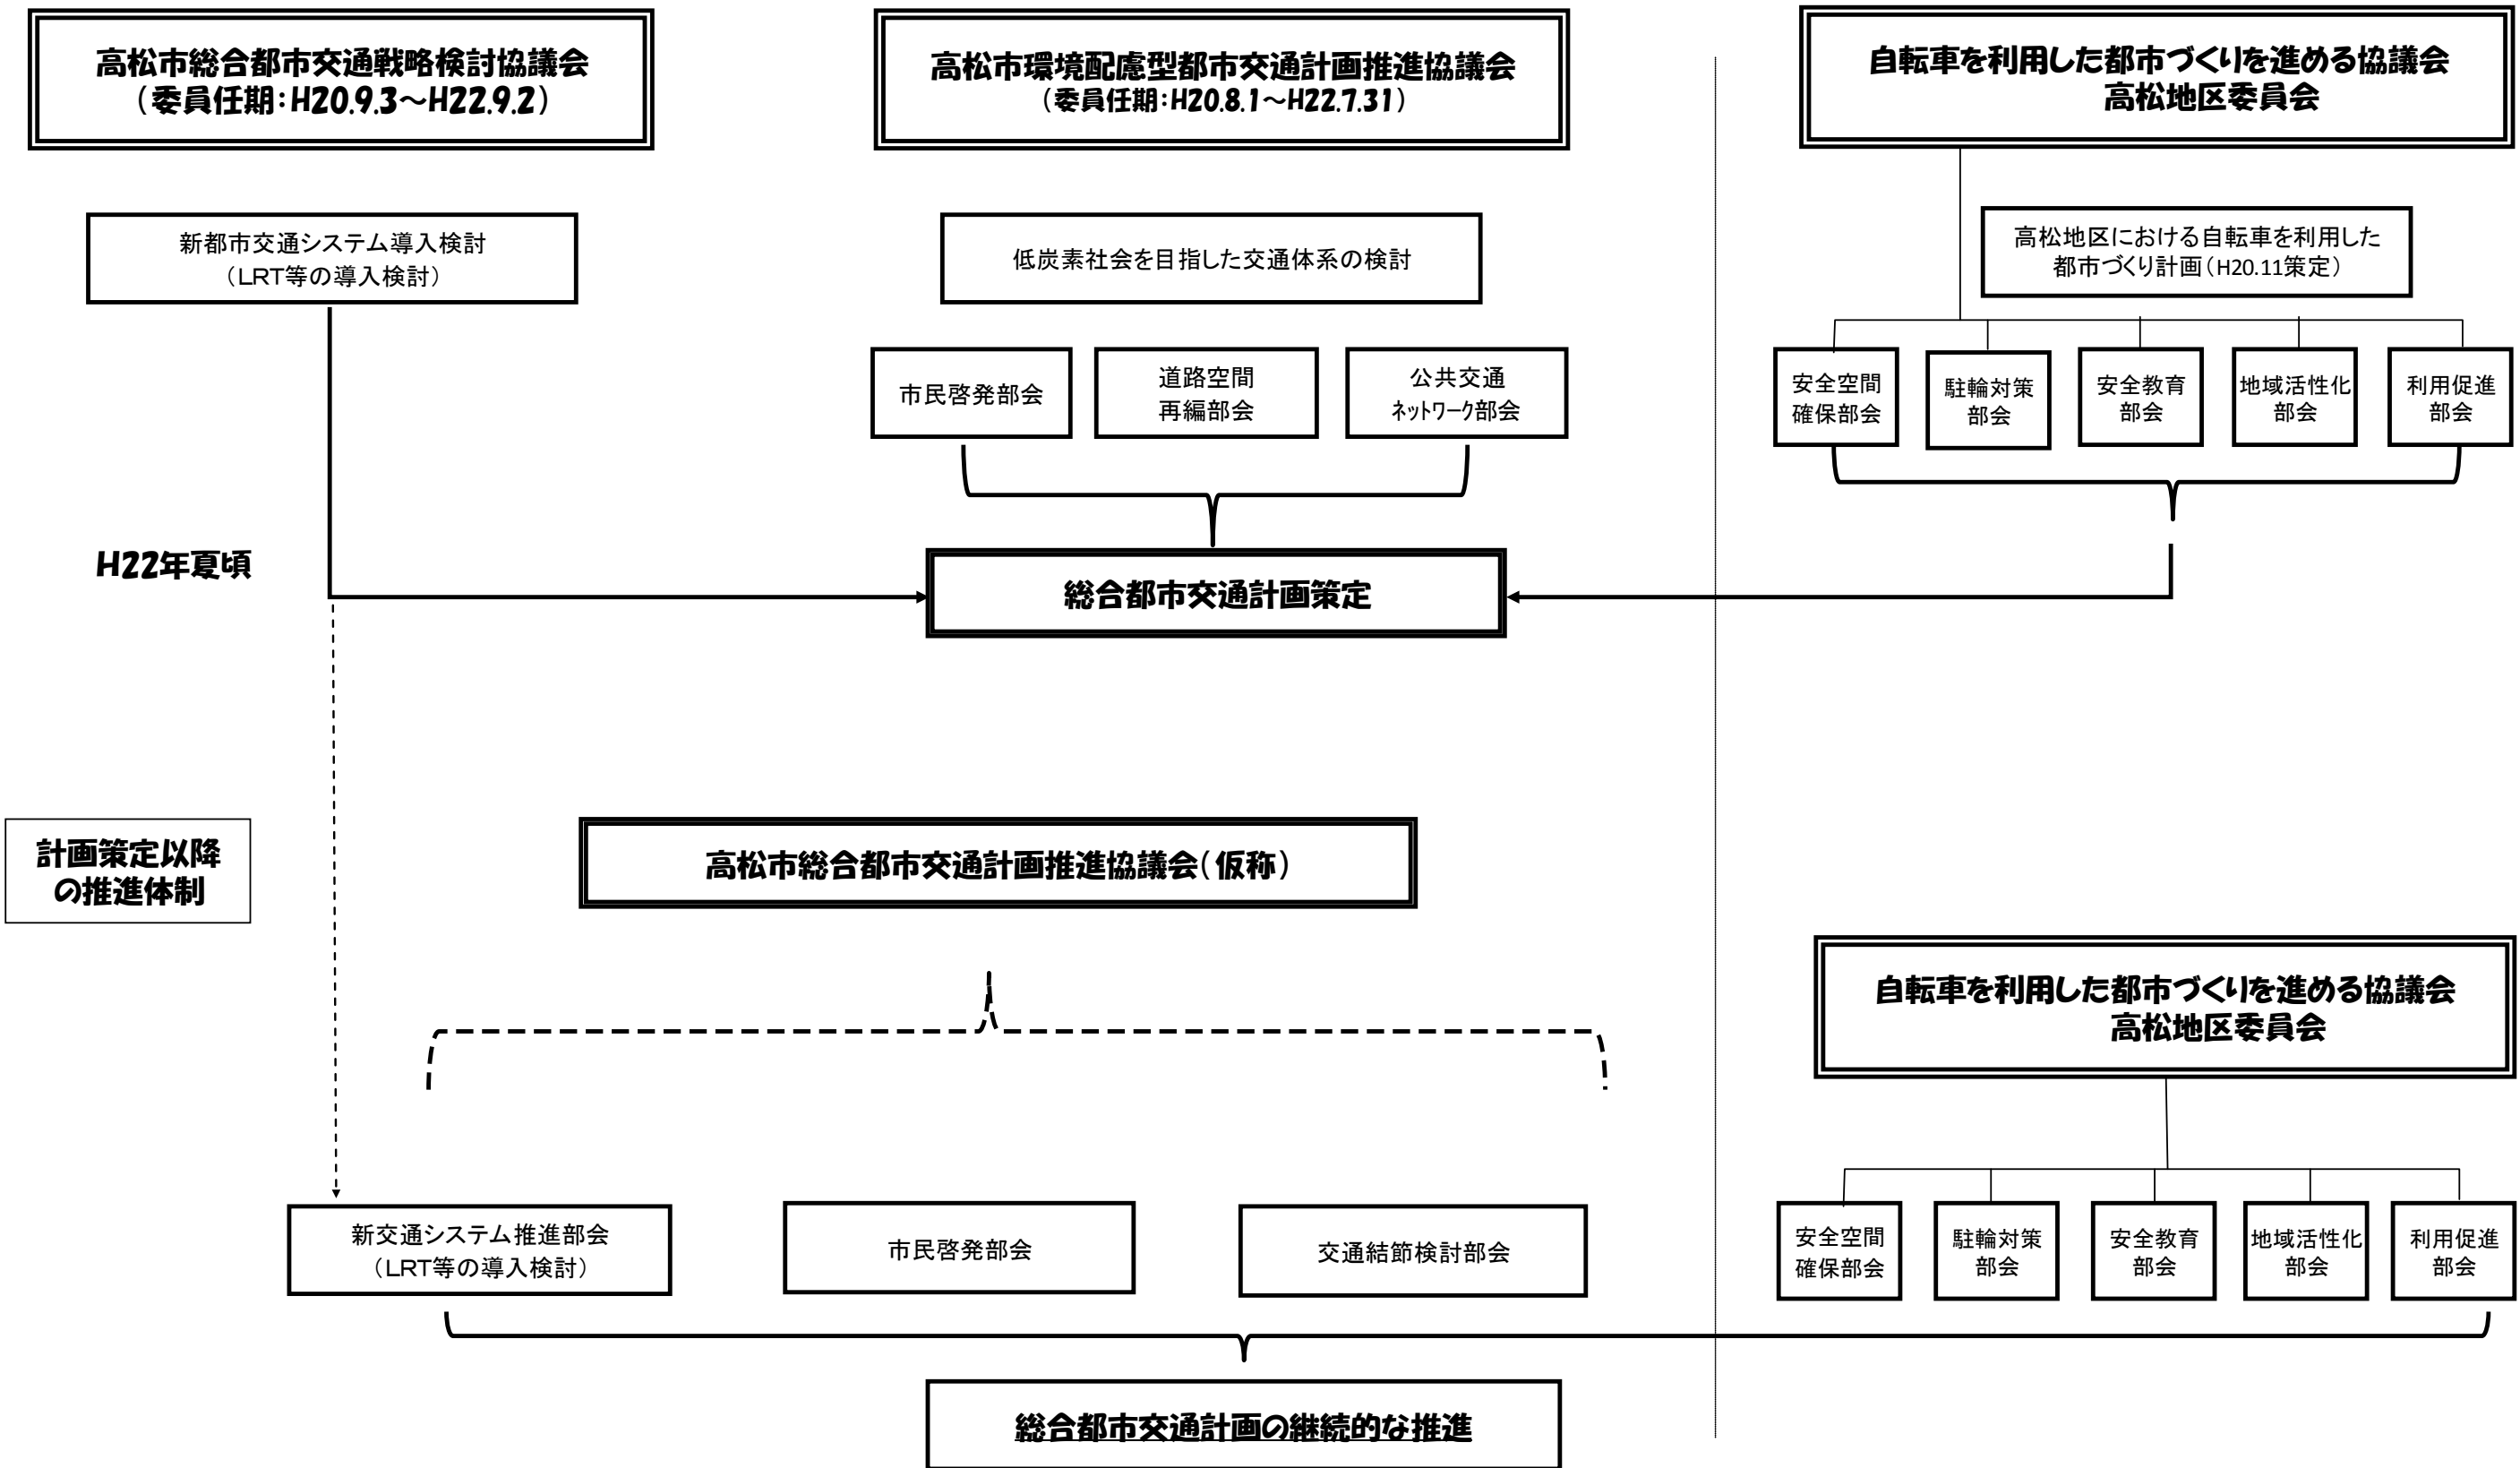 高松市総合都市交通戦略検討協議会
（委員任期：H20.9.3～H22.9.2）
高松市環境配慮型都市交通計画推進協議会
（委員任期：H20.8.1～H22.7.31）
自転車を利用した都市づくりを進める協議会
高松地区委員会
新都市交通システム導入検討
（ＬＲＴ等の導入検討）
低炭素社会を目指した交通体系の検討
高松地区における自転車を利用した
都市づくり計画（H20.11策定）
市民啓発部会
道路空間
再編部会
公共交通
ﾈｯﾄﾜｰｸ部会
安全空間
確保部会
駐輪対策
部会
安全教育
部会
地域活性化
部会
利用促進
部会
H22年夏頃
総合都市交通計画策定
計画策定以降
の推進体制
高松市総合都市交通計画推進協議会（仮称）
自転車を利用した都市づくりを進める協議会
高松地区委員会
新交通システム推進部会
（ＬＲＴ等の導入検討）
市民啓発部会
交通結節検討部会
安全空間
確保部会
駐輪対策
部会
安全教育
部会
地域活性化
部会
利用促進
部会
総合都市交通計画の継続的な推進